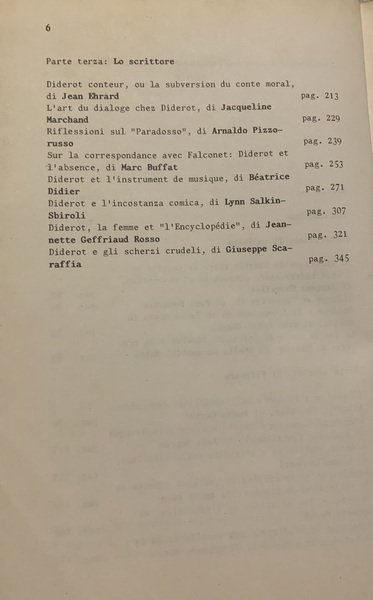 6
Parte terza: Lo scrittore
Diderot conteur, ou la subversion du conte moral,
di Jean Ehrard pag. 213
L'art du dialoge chez Diderot, di Jacqueline
Marchand pag. 229
Riflessioni sul "Paradosso", di Arnaldo Pizzo-
russo pag. 239
Sur la correspondance avec Falconet: Diderot et
l'absence, di Marc Buffat pag. 253
Diderot et l'instrument de musique, di Béatrice
Didier pag. 271
Diderot e l'incostanza comica, di Lynn Salkin-
Sbiroli pag. 307
Diderot, la femme et "l'Encyclopédie", di Jean-
nette Geffriaud Rosso pag. 321
Diderot e gli scherzi crudeli, di Giuseppe Sca-
raffia pag. 345